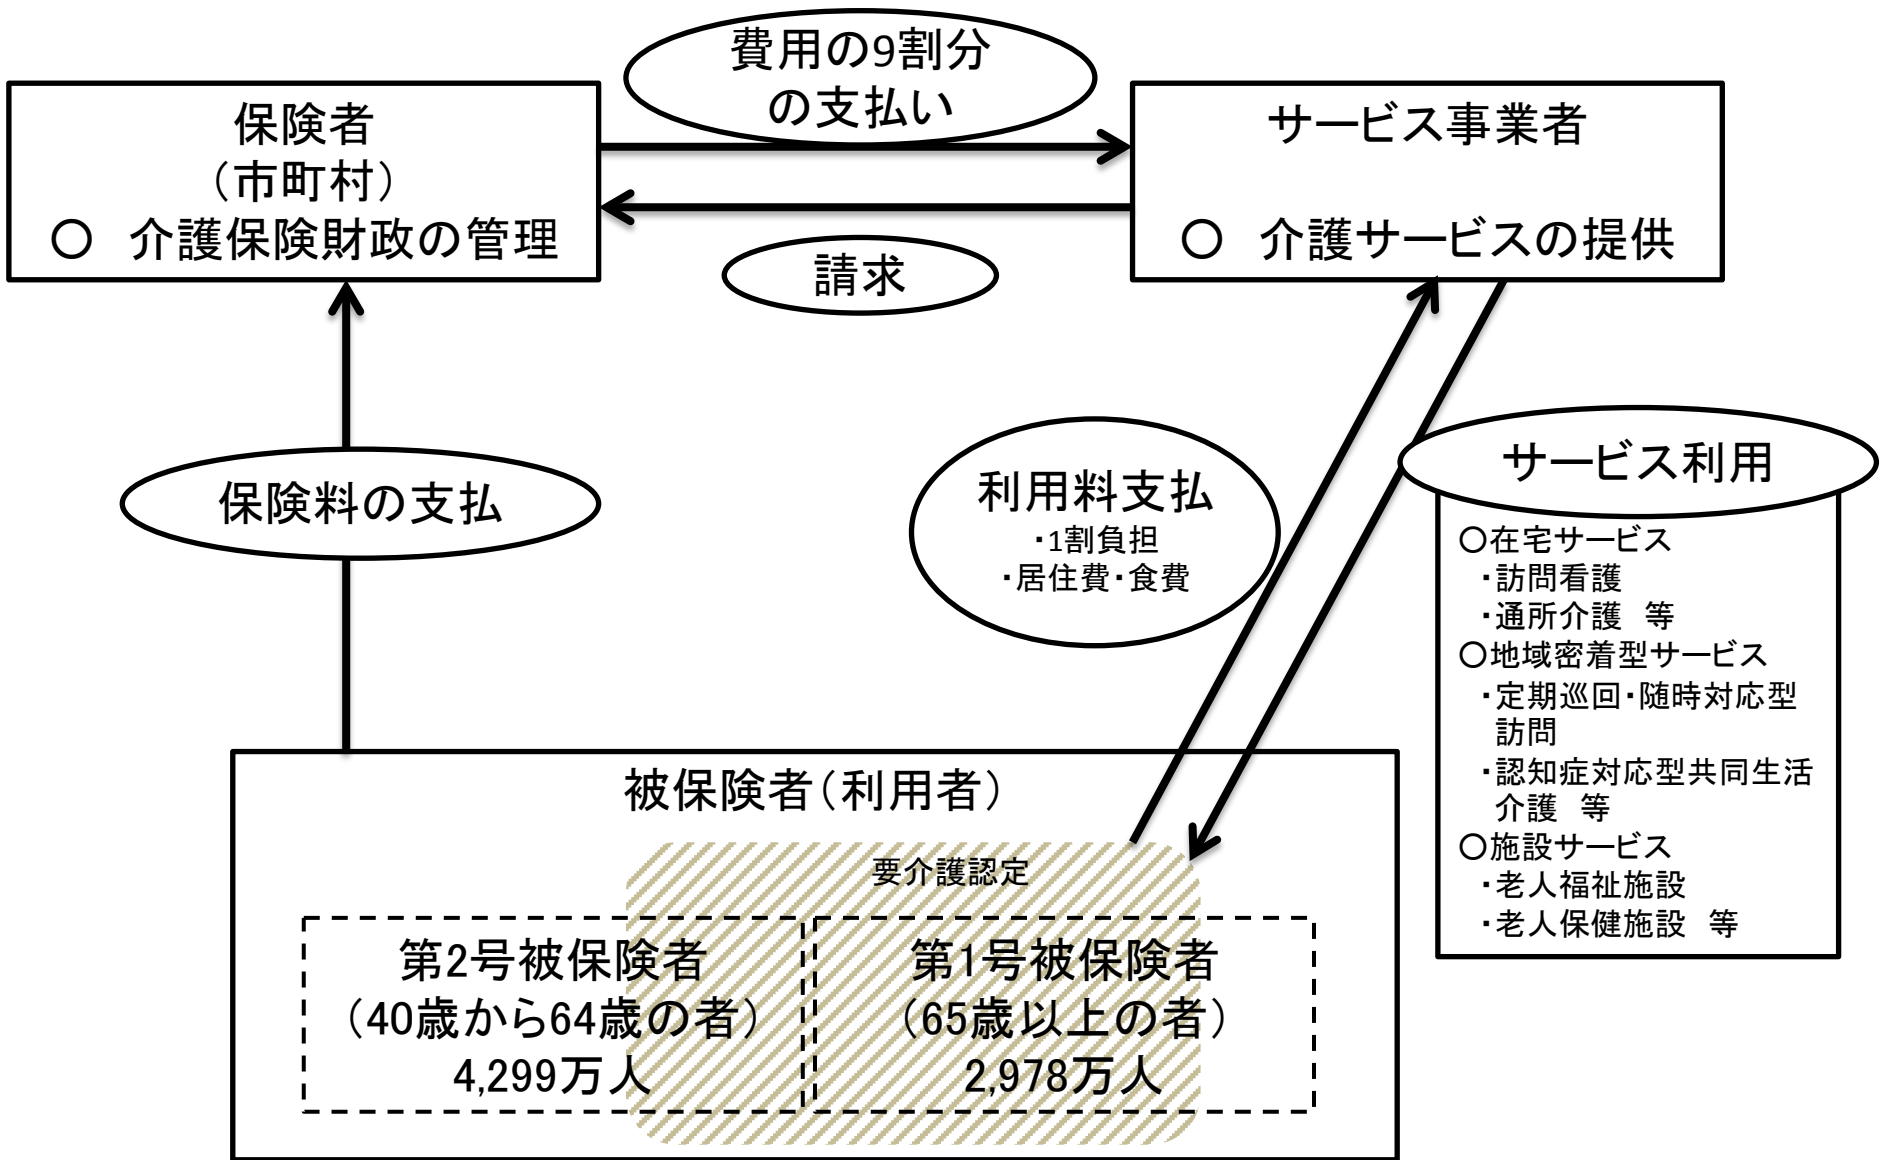 費用の9割分
の支払い
保険者
（市町村）
○　介護保険財政の管理
サービス事業者
○　介護サービスの提供
請求
保険料の支払
利用料支払
・1割負担
・居住費・食費
サービス利用
○在宅サービス
・訪問看護
・通所介護　等
○地域密着型サービス
・定期巡回・随時対応型
訪問
・認知症対応型共同生活
介護　等
○施設サービス
・老人福祉施設
・老人保健施設　等
被保険者（利用者）
要介護認定
第2号被保険者
（40歳から64歳の者）
4,299万人
第1号被保険者
（65歳以上の者）
2,978万人